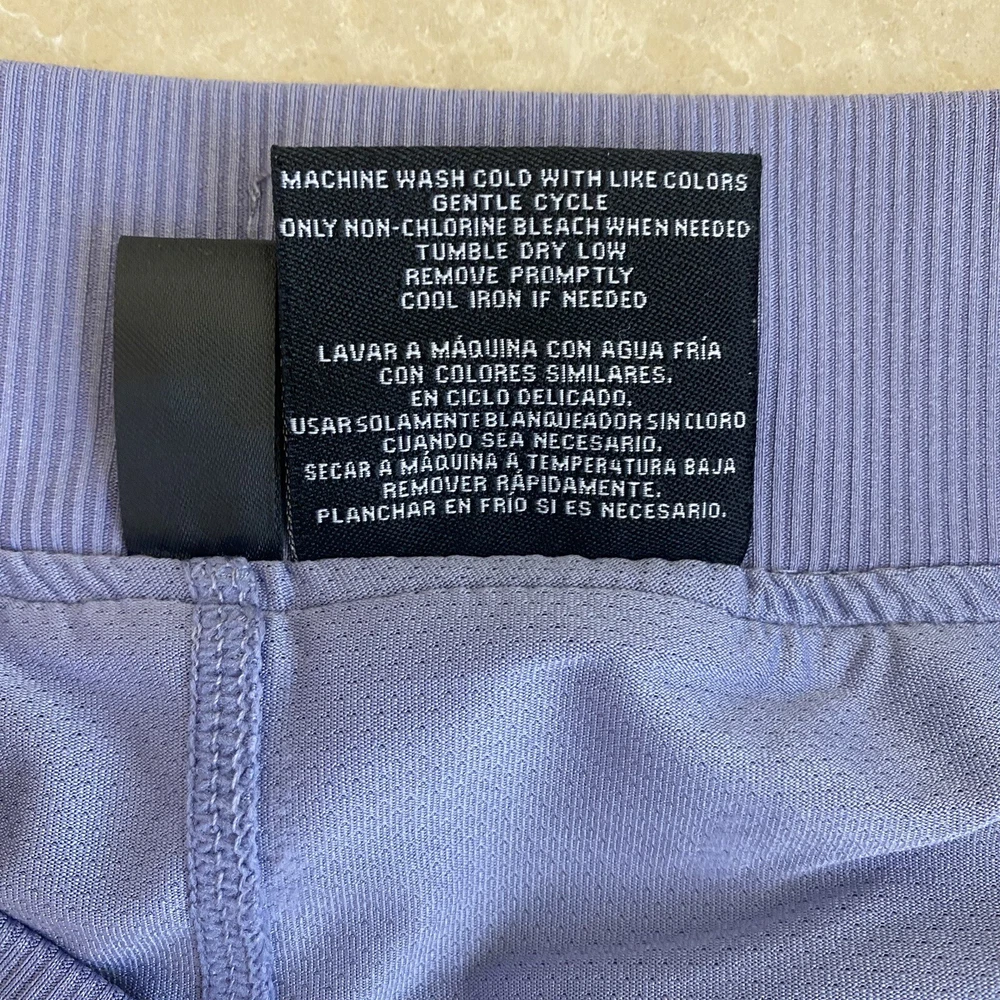 MACHINE WASH COLD WITH LIKE COLORS
GENTLE CYCLE
ONLY NON-CHLORINE BLEACH WHEN NEEDED
TUMBLE DRY LOW
REMOVE PROMPTLY
COOL IRON IF NEEDED
LAVAR A MÁQUINA CON AGUA FRÍA
CON COLORES SIMILARES.
EN CICLO DELICADO.
USAR SOLAMENTE BLANQUEADOR SIN CLORO
CUANDO SEA NECESARIO.
SECAR A MÁQUINA A TEMPERATURA BAJA
REMOVER RÁPIDAMENTE.
PLANCHAR EN FRÍO SI ES NECESARIO.